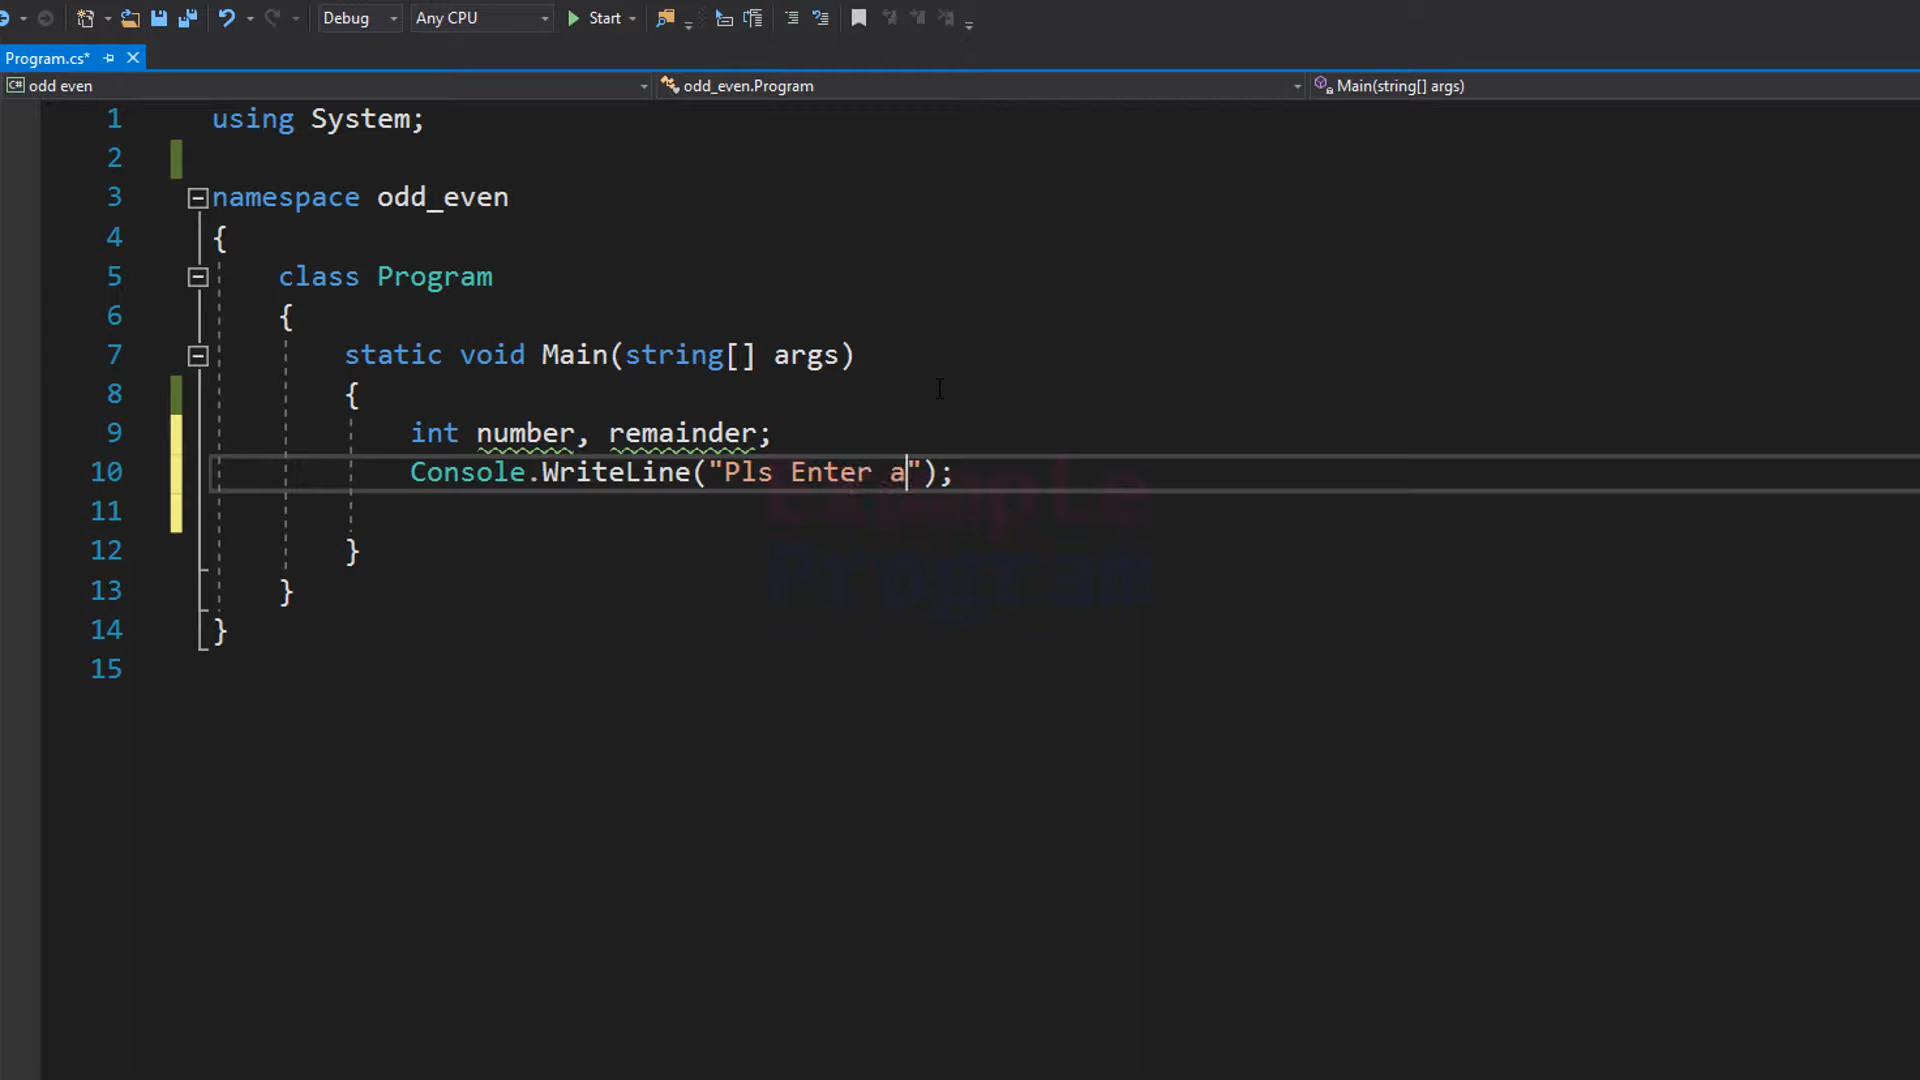 Debug Any CPU Start
Program.cs*
C# odd even odd_even.Program Main(string[] args)
1 using System;
2
3 namespace odd_even
4 {
5 class Program
6 {
7 static void Main(string[] args)
8 {
9 int number, remainder;
10 Console.WriteLine("Pls Enter a");
11
12 }
13 }
14 }
15
Example
Program